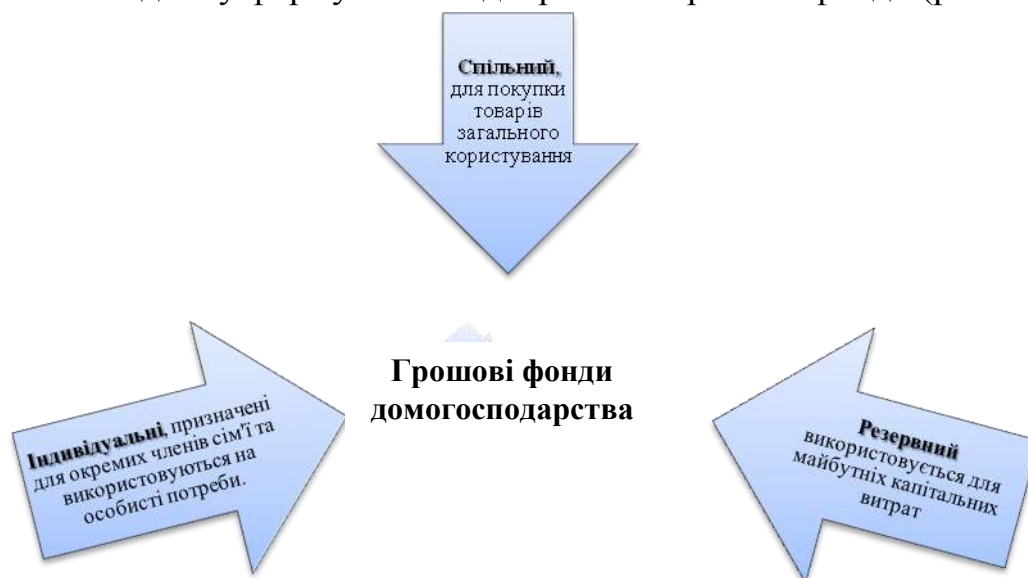 Спільний,
для покупки
товарів
загального
користування
Грошові фонди
домогосподарства
Індивідуальні, призначені
для окремих членів сім'ї та
використовуються на
особисті потреби.
Резервний
використовується для
майбутніх капітальних
витрат